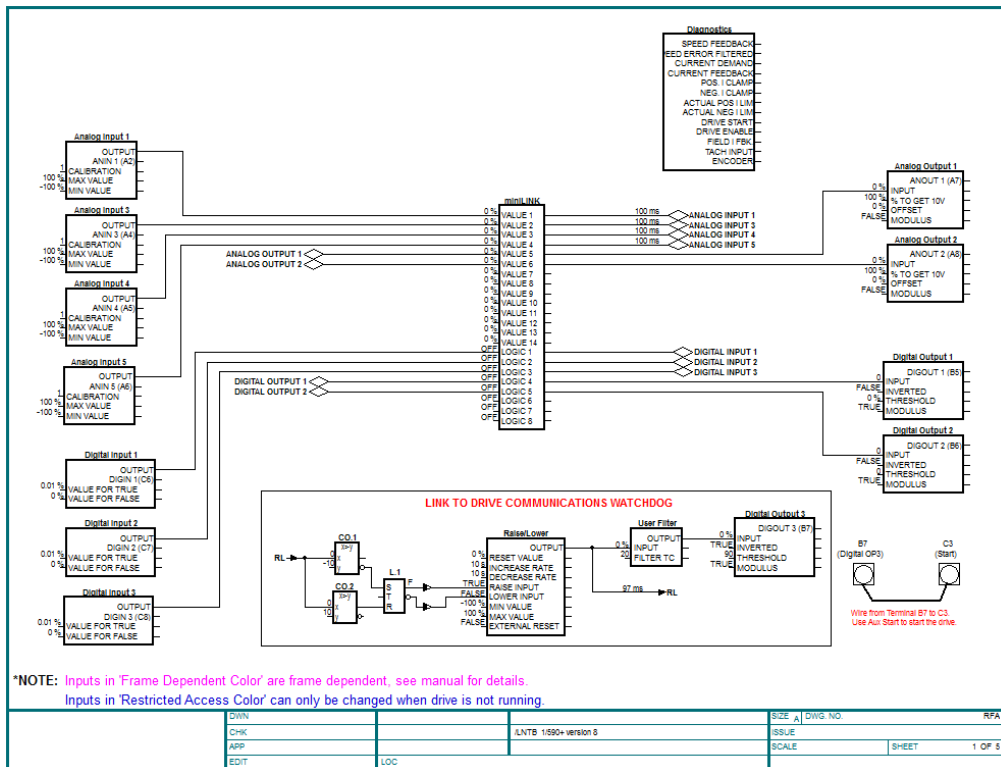 Diagnostics
SPEED FEEDBACK
EED ERROR FILTERED
CURRENT DEMAND
CURRENT FEEDBACK
POS. I CLAMP
NEG. I CLAMP
ACTUAL POS I LIM
ACTUAL NEG I LIM
DRIVE START
DRIVE ENABLE
FIELD I FBK.
TACH INPUT
ENCODER
Analog Input 1
OUTPUT
ANIN 1 (A2)
1 CALIBRATION
100 % MAX VALUE
-100 % MIN VALUE
Analog Input 3
OUTPUT
ANIN 3 (A4)
1 CALIBRATION
100 % MAX VALUE
-100 % MIN VALUE
Analog Input 4
OUTPUT
ANIN 4 (A5)
1 CALIBRATION
100 % MAX VALUE
-100 % MIN VALUE
Analog Input 5
OUTPUT
ANIN 5 (A6)
1 CALIBRATION
100 % MAX VALUE
-100 % MIN VALUE
Digital Input 1
OUTPUT
DIGIN 1 (C6)
0.01 % VALUE FOR TRUE
0 % VALUE FOR FALSE
Digital Input 2
OUTPUT
DIGIN 2 (C7)
0.01 % VALUE FOR TRUE
0 % VALUE FOR FALSE
Digital Input 3
OUTPUT
DIGIN 3 (C8)
0.01 % VALUE FOR TRUE
0 % VALUE FOR FALSE
ANALOG OUTPUT 1
ANALOG OUTPUT 2
DIGITAL OUTPUT 1
DIGITAL OUTPUT 2
miniLINK
0 % VALUE 1
0 % VALUE 2
0 % VALUE 3
0 % VALUE 4
0 % VALUE 5
0 % VALUE 6
0 % VALUE 7
0 % VALUE 8
0 % VALUE 9
0 % VALUE 10
0 % VALUE 11
0 % VALUE 12
0 % VALUE 13
0 % VALUE 14
OFF LOGIC 1
OFF LOGIC 2
OFF LOGIC 3
OFF LOGIC 4
OFF LOGIC 5
OFF LOGIC 6
OFF LOGIC 7
OFF LOGIC 8
100 ms ANALOG INPUT 1
100 ms ANALOG INPUT 3
100 ms ANALOG INPUT 4
100 ms ANALOG INPUT 5
DIGITAL INPUT 1
DIGITAL INPUT 2
DIGITAL INPUT 3
Analog Output 1
ANOUT 1 (A7)
0 % INPUT
100 % % TO GET 10V
0 % OFFSET
FALSE MODULUS
Analog Output 2
ANOUT 2 (A8)
0 % INPUT
100 % % TO GET 10V
0 % OFFSET
FALSE MODULUS
Digital Output 1
DIGOUT 1 (B5)
0 INPUT
FALSE INVERTED
0 % THRESHOLD
TRUE MODULUS
Digital Output 2
DIGOUT 2 (B6)
0 INPUT
FALSE INVERTED
0 THRESHOLD
TRUE MODULUS
LINK TO DRIVE COMMUNICATIONS WATCHDOG
RL
CO.1
x>y
0 x
-10 y
CO.2
x>y
0 x
10 y
L.1
S
T
R
F
Raise/Lower
OUTPUT
0 % RESET VALUE
10 s INCREASE RATE
10 s DECREASE RATE
TRUE RAISE INPUT
FALSE LOWER INPUT
-100 % MIN VALUE
100 % MAX VALUE
FALSE EXTERNAL RESET
User Filter
OUTPUT
0 % INPUT
20 FILTER TC
97 ms RL
Digital Output 3
DIGOUT 3 (B7)
0 % INPUT
TRUE INVERTED
90 THRESHOLD
TRUE MODULUS
B7
(Digital OP3)
C3
(Start)
Wire from Terminal B7 to C3.
Use Aux Start to start the drive.
*NOTE: Inputs in 'Frame Dependent Color' are frame dependent, see manual for details.
Inputs in 'Restricted Access Color' can only be changed when drive is not running.
DWN
CHK
APP
EDIT
LOC
/LNTB 1/590+ version 8
SIZE A DWG. NO. RFA
ISSUE
SCALE SHEET 1 OF 5